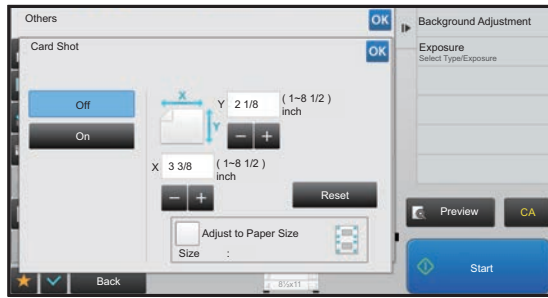 Others
OK
Card Shot
OK
Off
On
X
Y
Y 2 1/8 ( 1~8 1/2 )
inch
X 3 3/8 ( 1~8 1/2 )
inch
Reset
Adjust to Paper Size
Size :
Back
8½x11
Background Adjustment
Exposure
Select Type/Exposure
Preview
CA
Start